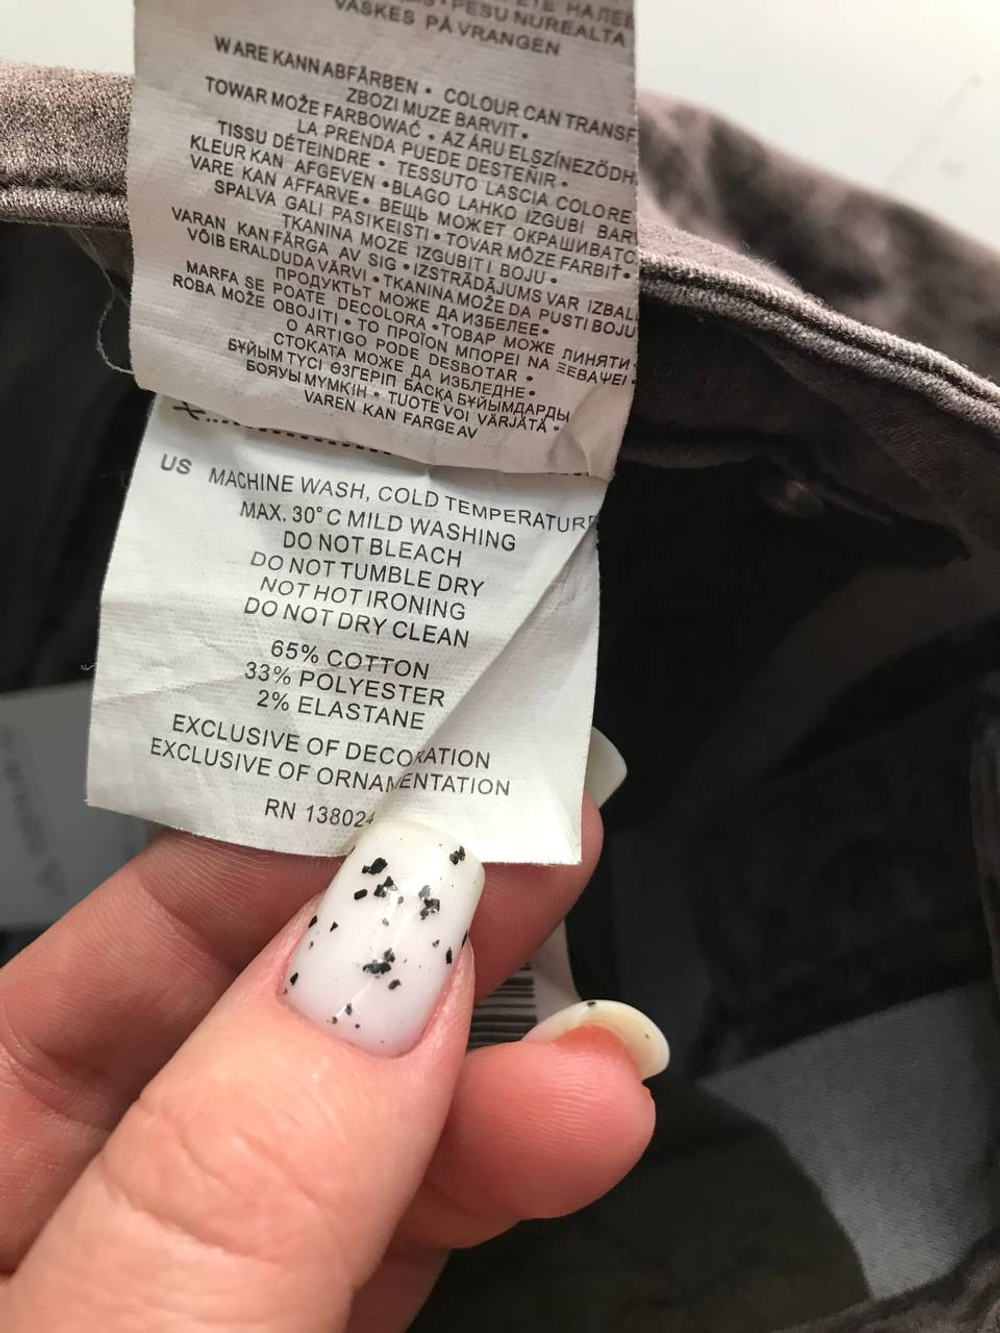 VASKES PÅ VRANGEN
WARE KANN ABFÄRBEN • COLOUR CAN TRANSF
ZBOZI MUZE BARVIT •
TOWAR MOŻE FARBOWAĆ • AZ ÁRU ELSZÍNEZŐDH
LA PRENDA PUEDE DESTEÑIR •
TISSU DÉTEINDRE • TESSUTO LASCIA COLORE
KLEUR KAN AFGEVEN • BLAGO LAHKO IZGUBI BAR
VARE KAN AFFARVE • ВЕЩЬ МОЖЕТ ОКРАШИВАТС
SPALVA GALI PASIKEISTI • TOVAR MÔZE FARBIŤ •
TKANINA MOZE IZGUBITI BOJU •
VARAN KAN FÄRGA AV SIG • IZSTRĀDĀJUMS VAR IZBAL
VÕIB ERALDUDA VÄRVI • TKANINA MOŽE DA PUSTI BOJU
ПРОДУКТЪТ МОЖЕ ДА ИЗБЕЛЕЕ •
MARFA SE POATE DECOLORA • ТОВАР МОЖЕ ЛИНЯТИ
ROBA MOŽE OBOJITI • ΤΟ ΠΡΟΪΟΝ ΜΠΟΡΕΙ ΝΑ ΞΕΒΑΨΕΙ •
O ARTIGO PODE DESBOTAR •
СТОКАТА МОЖЕ ДА ИЗБЛЕДНЕ •
БҰЙЫМ ТҮСІ ӨЗГЕРІП БАСҚА БҰЙЫМДАРДЫ
БОЯУЫ МҮМКІН • TUOTE VOI VÄRJÄTÄ •
VAREN KAN FARGE AV
US MACHINE WASH, COLD TEMPERATURE
MAX. 30° C MILD WASHING
DO NOT BLEACH
DO NOT TUMBLE DRY
NOT HOT IRONING
DO NOT DRY CLEAN
65% COTTON
33% POLYESTER
2% ELASTANE
EXCLUSIVE OF DECORATION
EXCLUSIVE OF ORNAMENTATION
RN 138024